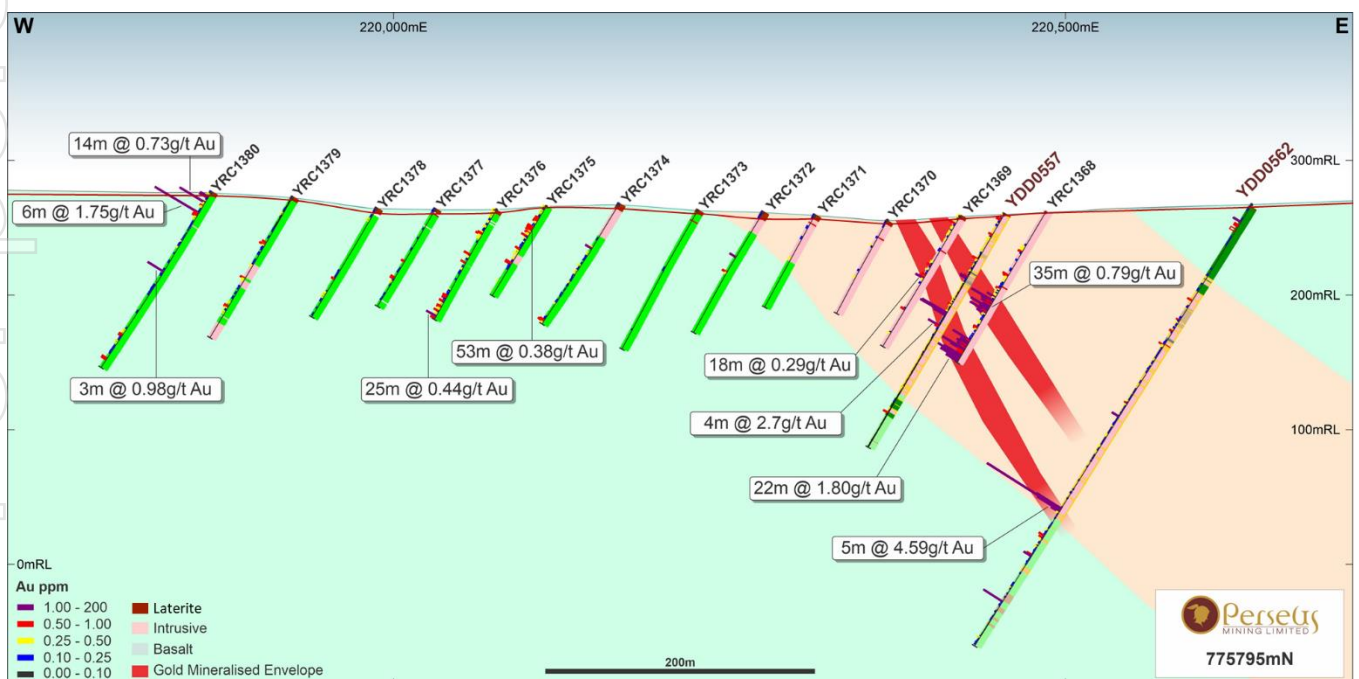 W
220,000mE
220,500mE
E
14m @ 0.73g/t Au
YRC1380
YRC1379
YRC1378
YRC1377
YRC1376
YRC1375
YRC1374
YRC1373
YRC1372
YRC1371
YRC1370
YRC1369
YDD0557
YRC1368
YDD0562
300mRL
6m @ 1.75g/t Au
35m @ 0.79g/t Au
200mRL
53m @ 0.38g/t Au
18m @ 0.29g/t Au
3m @ 0.98g/t Au
25m @ 0.44g/t Au
4m @ 2.7g/t Au
100mRL
22m @ 1.80g/t Au
5m @ 4.59g/t Au
0mRL
Au ppm
1.00 - 200
0.50 - 1.00
0.25 - 0.50
0.10 - 0.25
0.00 - 0.10
Laterite
Intrusive
Basalt
Gold Mineralised Envelope
200m
Perseus
MINING LIMITED
775795mN